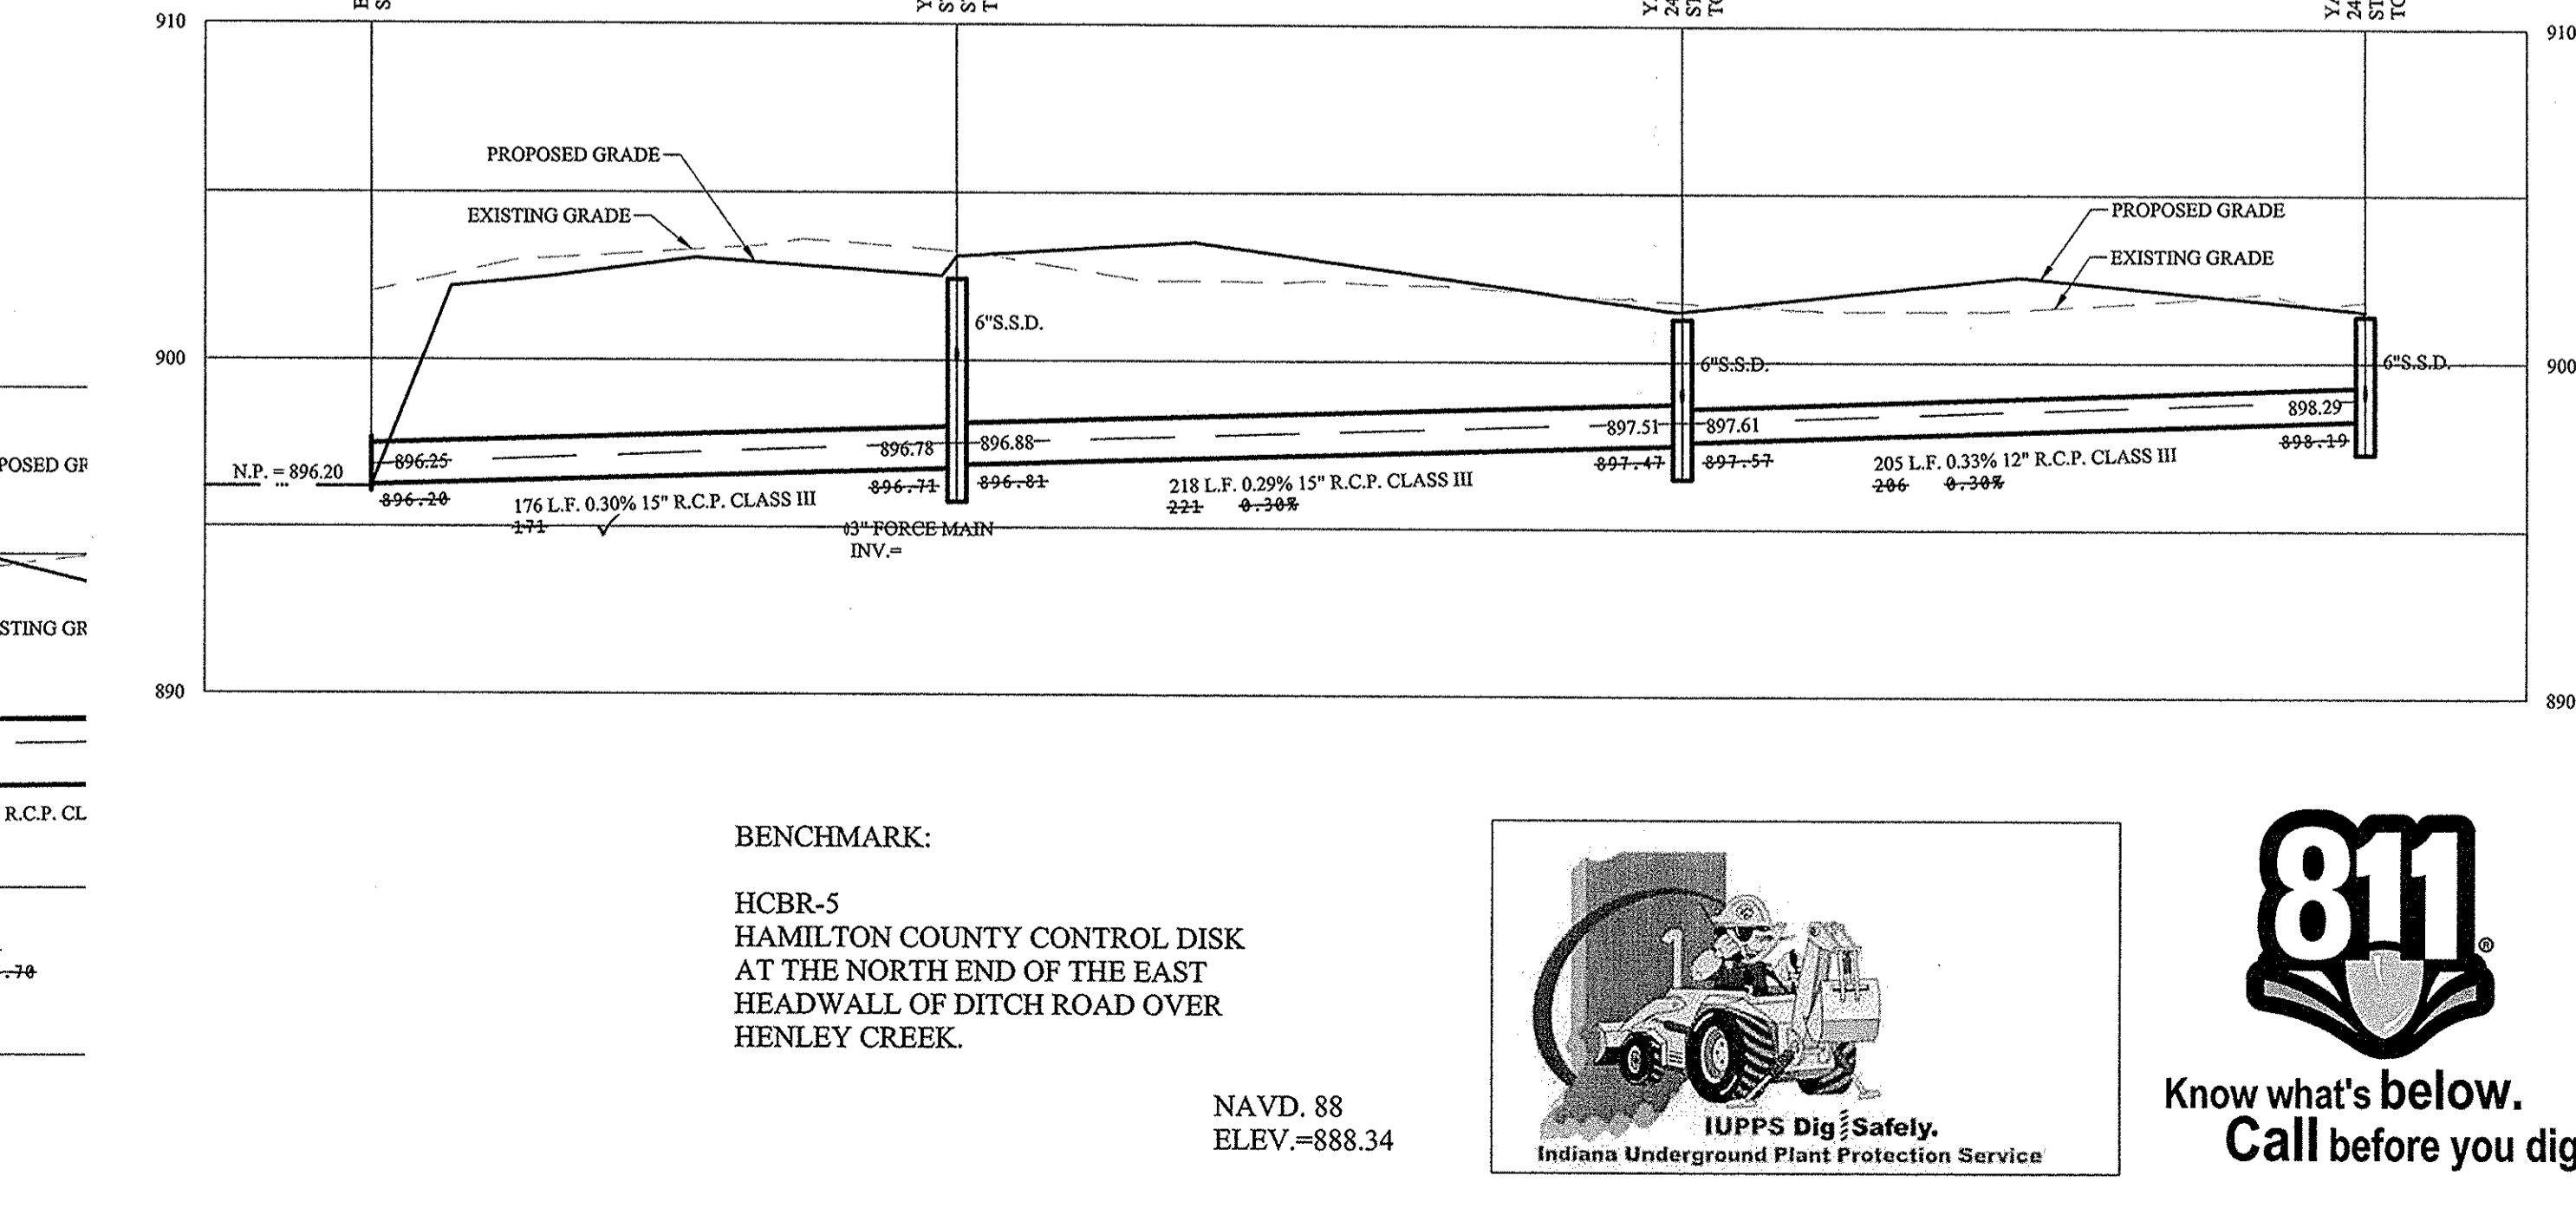 910
910
PROPOSED GRADE
EXISTING GRADE
PROPOSED GRADE
EXISTING GRADE
6"S.S.D.
900
6"S.S.D.
6"S.S.D.
900
898.29
897.51
897.61
896.78
896.88
898.19
POSED GR
N.P. = 896.20
896.25
897.47
897.57
205 L.F. 0.33% 12" R.C.P. CLASS III
206 0.30%
896.20
896.71
896.81
218 L.F. 0.29% 15" R.C.P. CLASS III
221 0.30%
176 L.F. 0.30% 15" R.C.P. CLASS III
171 ✓
3" FORCE MAIN
INV.=
STING GR
890
890
R.C.P. CL
.70
BENCHMARK:
HCBR-5
HAMILTON COUNTY CONTROL DISK
AT THE NORTH END OF THE EAST
HEADWALL OF DITCH ROAD OVER
HENLEY CREEK.
NAVD. 88
ELEV.=888.34
IUPPS Dig Safely.
Indiana Underground Plant Protection Service
811®
Know what's below.
Call before you dig